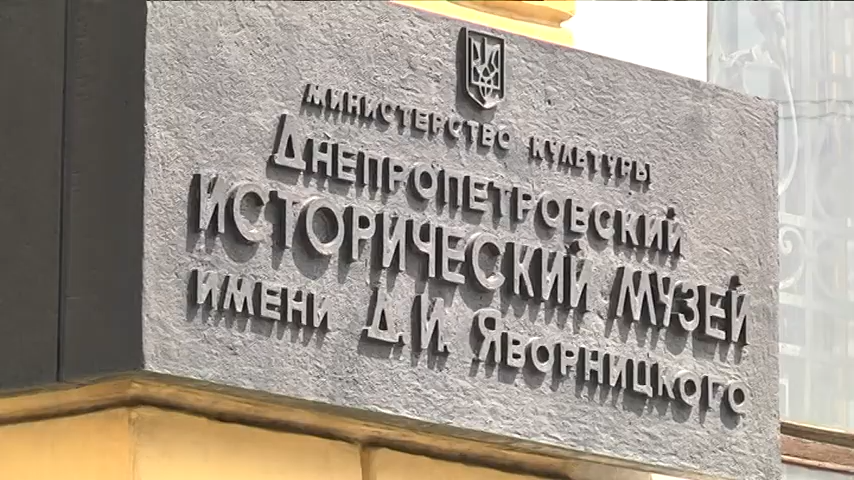 МИНИСТЕРСТВО КУЛЬТУРЫ
ДНЕПРОПЕТРОВСКИЙ
ИСТОРИЧЕСКИЙ МУЗЕЙ
ИМЕНИ Д.И. ЯВОРНИЦКОГО